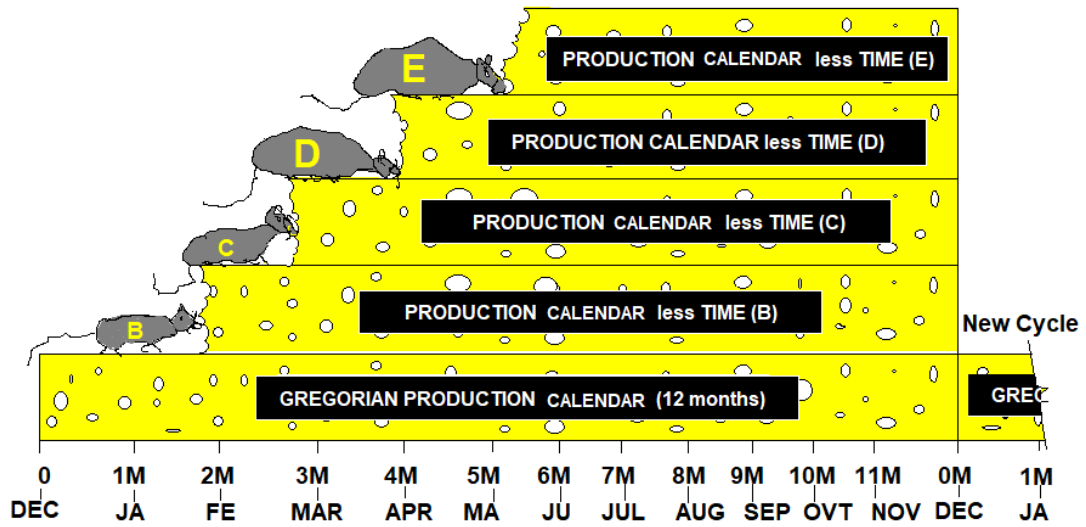 E
PRODUCTION CALENDAR less TIME (E)
D
PRODUCTION CALENDAR less TIME (D)
C
PRODUCTION CALENDAR less TIME (C)
B
PRODUCTION CALENDAR less TIME (B)
New Cycle
GREGORIAN PRODUCTION CALENDAR (12 months)
GREC
0 1M 2M 3M 4M 5M 6M 7M 8M 9M 10M 11M 0M 1M
DEC JA FE MAR APR MA JU JUL AUG SEP OVT NOV DEC JA